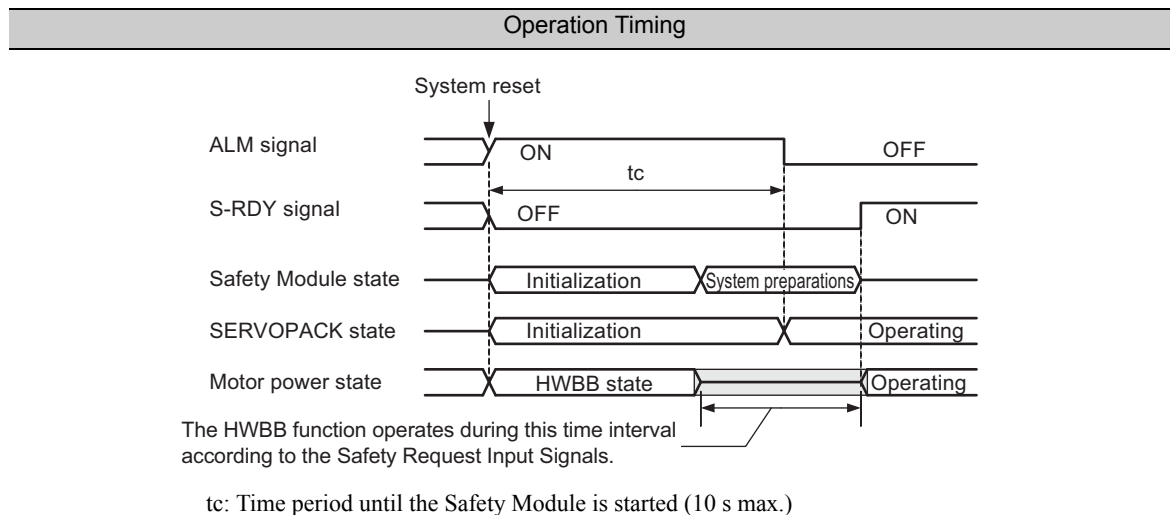 Operation Timing
System reset
ALM signal
ON
OFF
tc
S-RDY signal
OFF
ON
Safety Module state
Initialization
System preparations
SERVOPACK state
Initialization
Operating
Motor power state
HWBB state
Operating
The HWBB function operates during this time interval
according to the Safety Request Input Signals.
tc: Time period until the Safety Module is started (10 s max.)